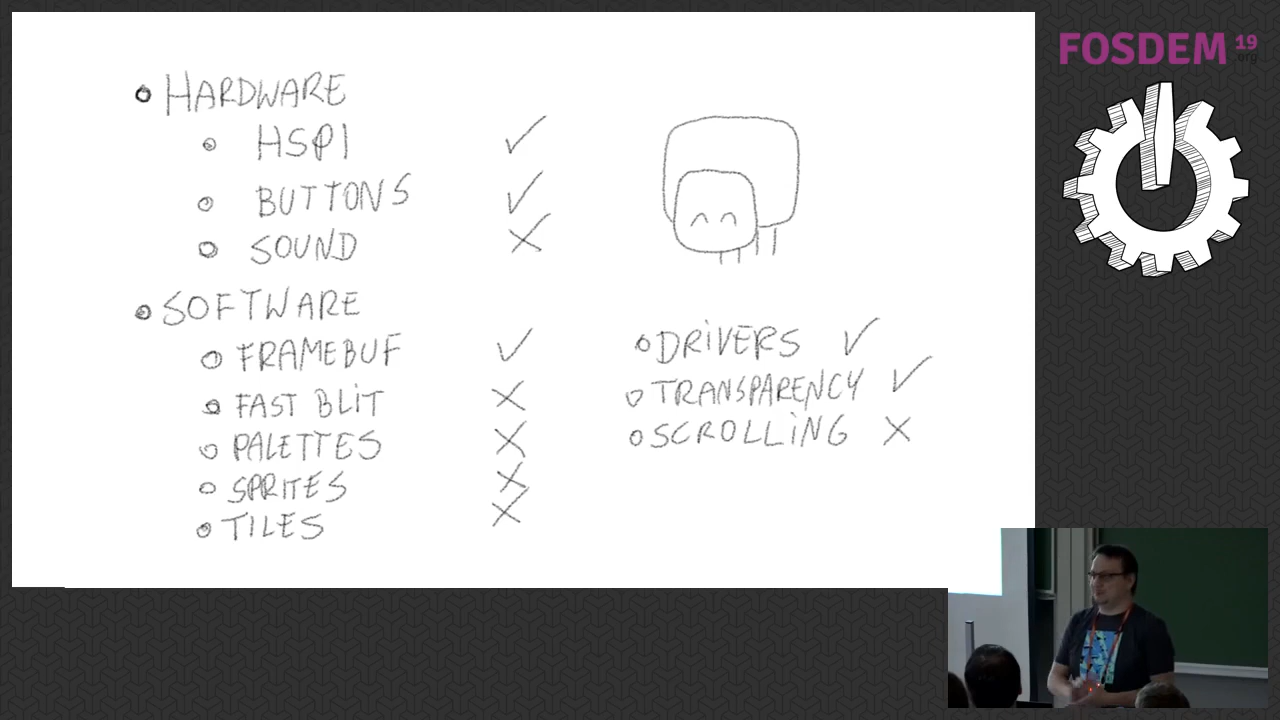 HARDWARE
HSPI
BUTTONS
SOUND
SOFTWARE
FRAMEBUF
FAST BLiT
PALETTES
SPRITES
TILES
DRiVERS
TRANSPARENCY
SCROLLiNG
FOSDEM 19
.org